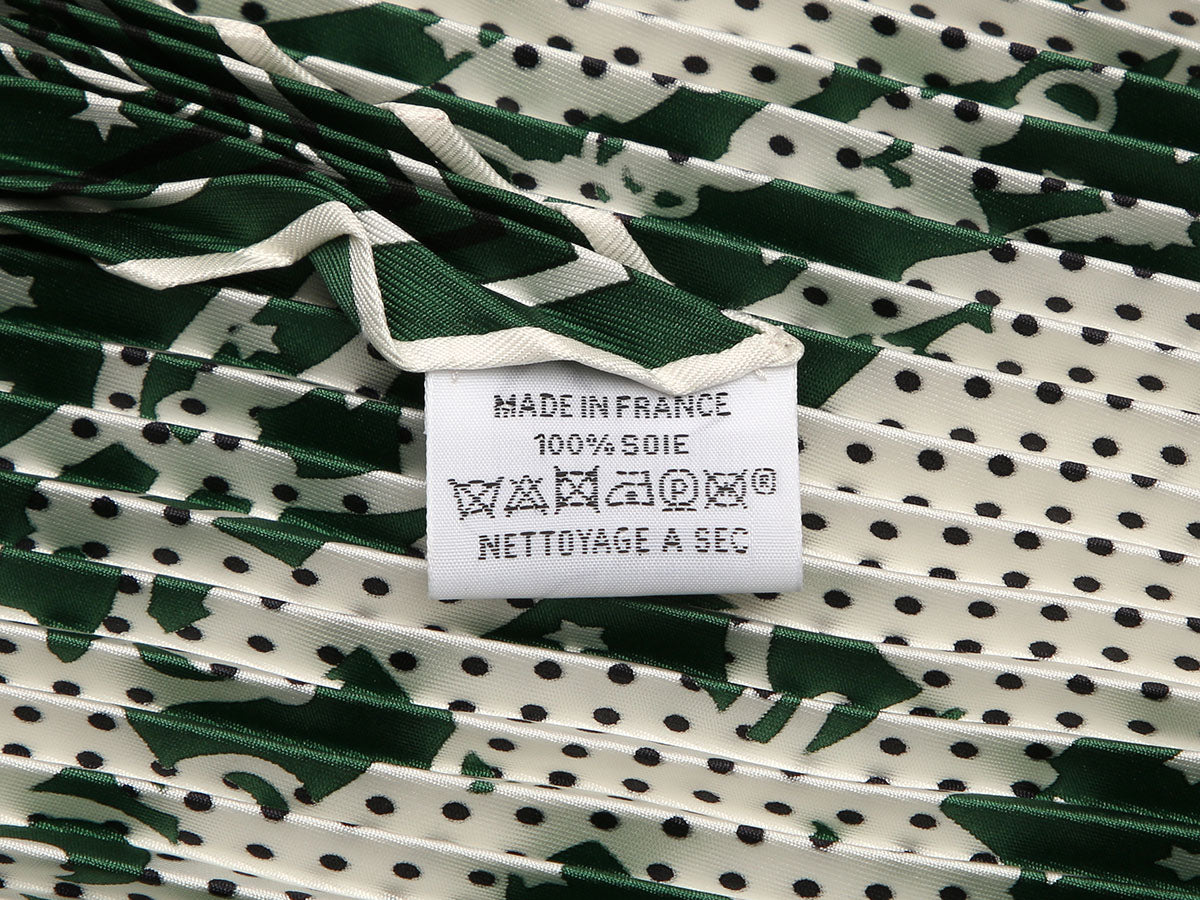 MADE IN FRANCE
100% SOIE
P ®
NETTOYAGE A SEC